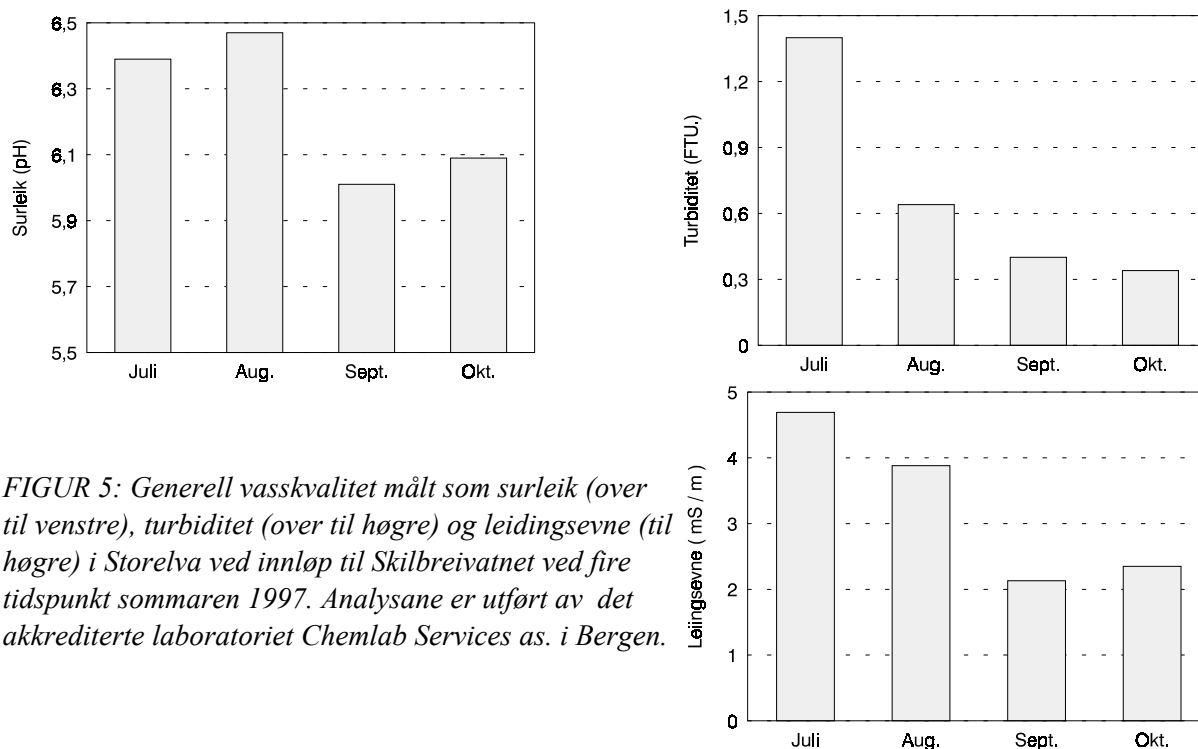 6,5
6,3
6,1
5,9
5,7
5,5
Surleik (pH)
Juli Aug. Sept. Okt.
1,5
1,2
0,9
0,6
0,3
0
Turbiditet (FTU.)
Juli Aug. Sept. Okt.
5
4
3
2
1
0
Leiingsevne ( mS / m )
Juli Aug. Sept. Okt.
FIGUR 5: Generell vasskvalitet målt som surleik (over
til venstre), turbiditet (over til høgre) og leidingsevne (til
høgre) i Storelva ved innløp til Skilbreivatnet ved fire
tidspunkt sommaren 1997. Analysane er utført av det
akkrediterte laboratoriet Chemlab Services as. i Bergen.